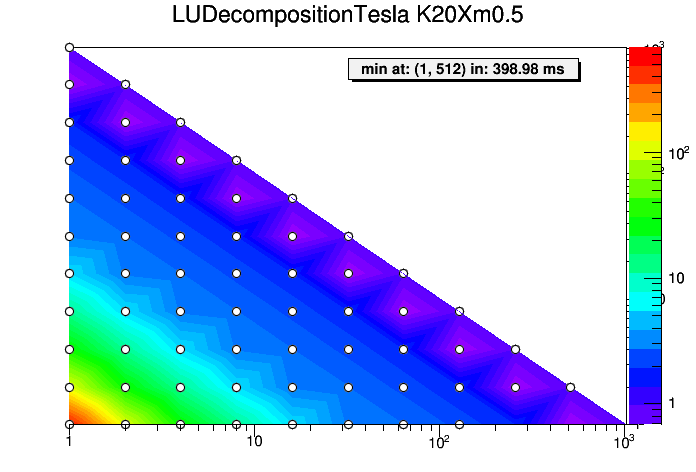 LUDecompositionTesla K20Xm0.5
min at: (1, 512) in: 398.98 ms
10³
10²
10
1
1 10 10² 10³